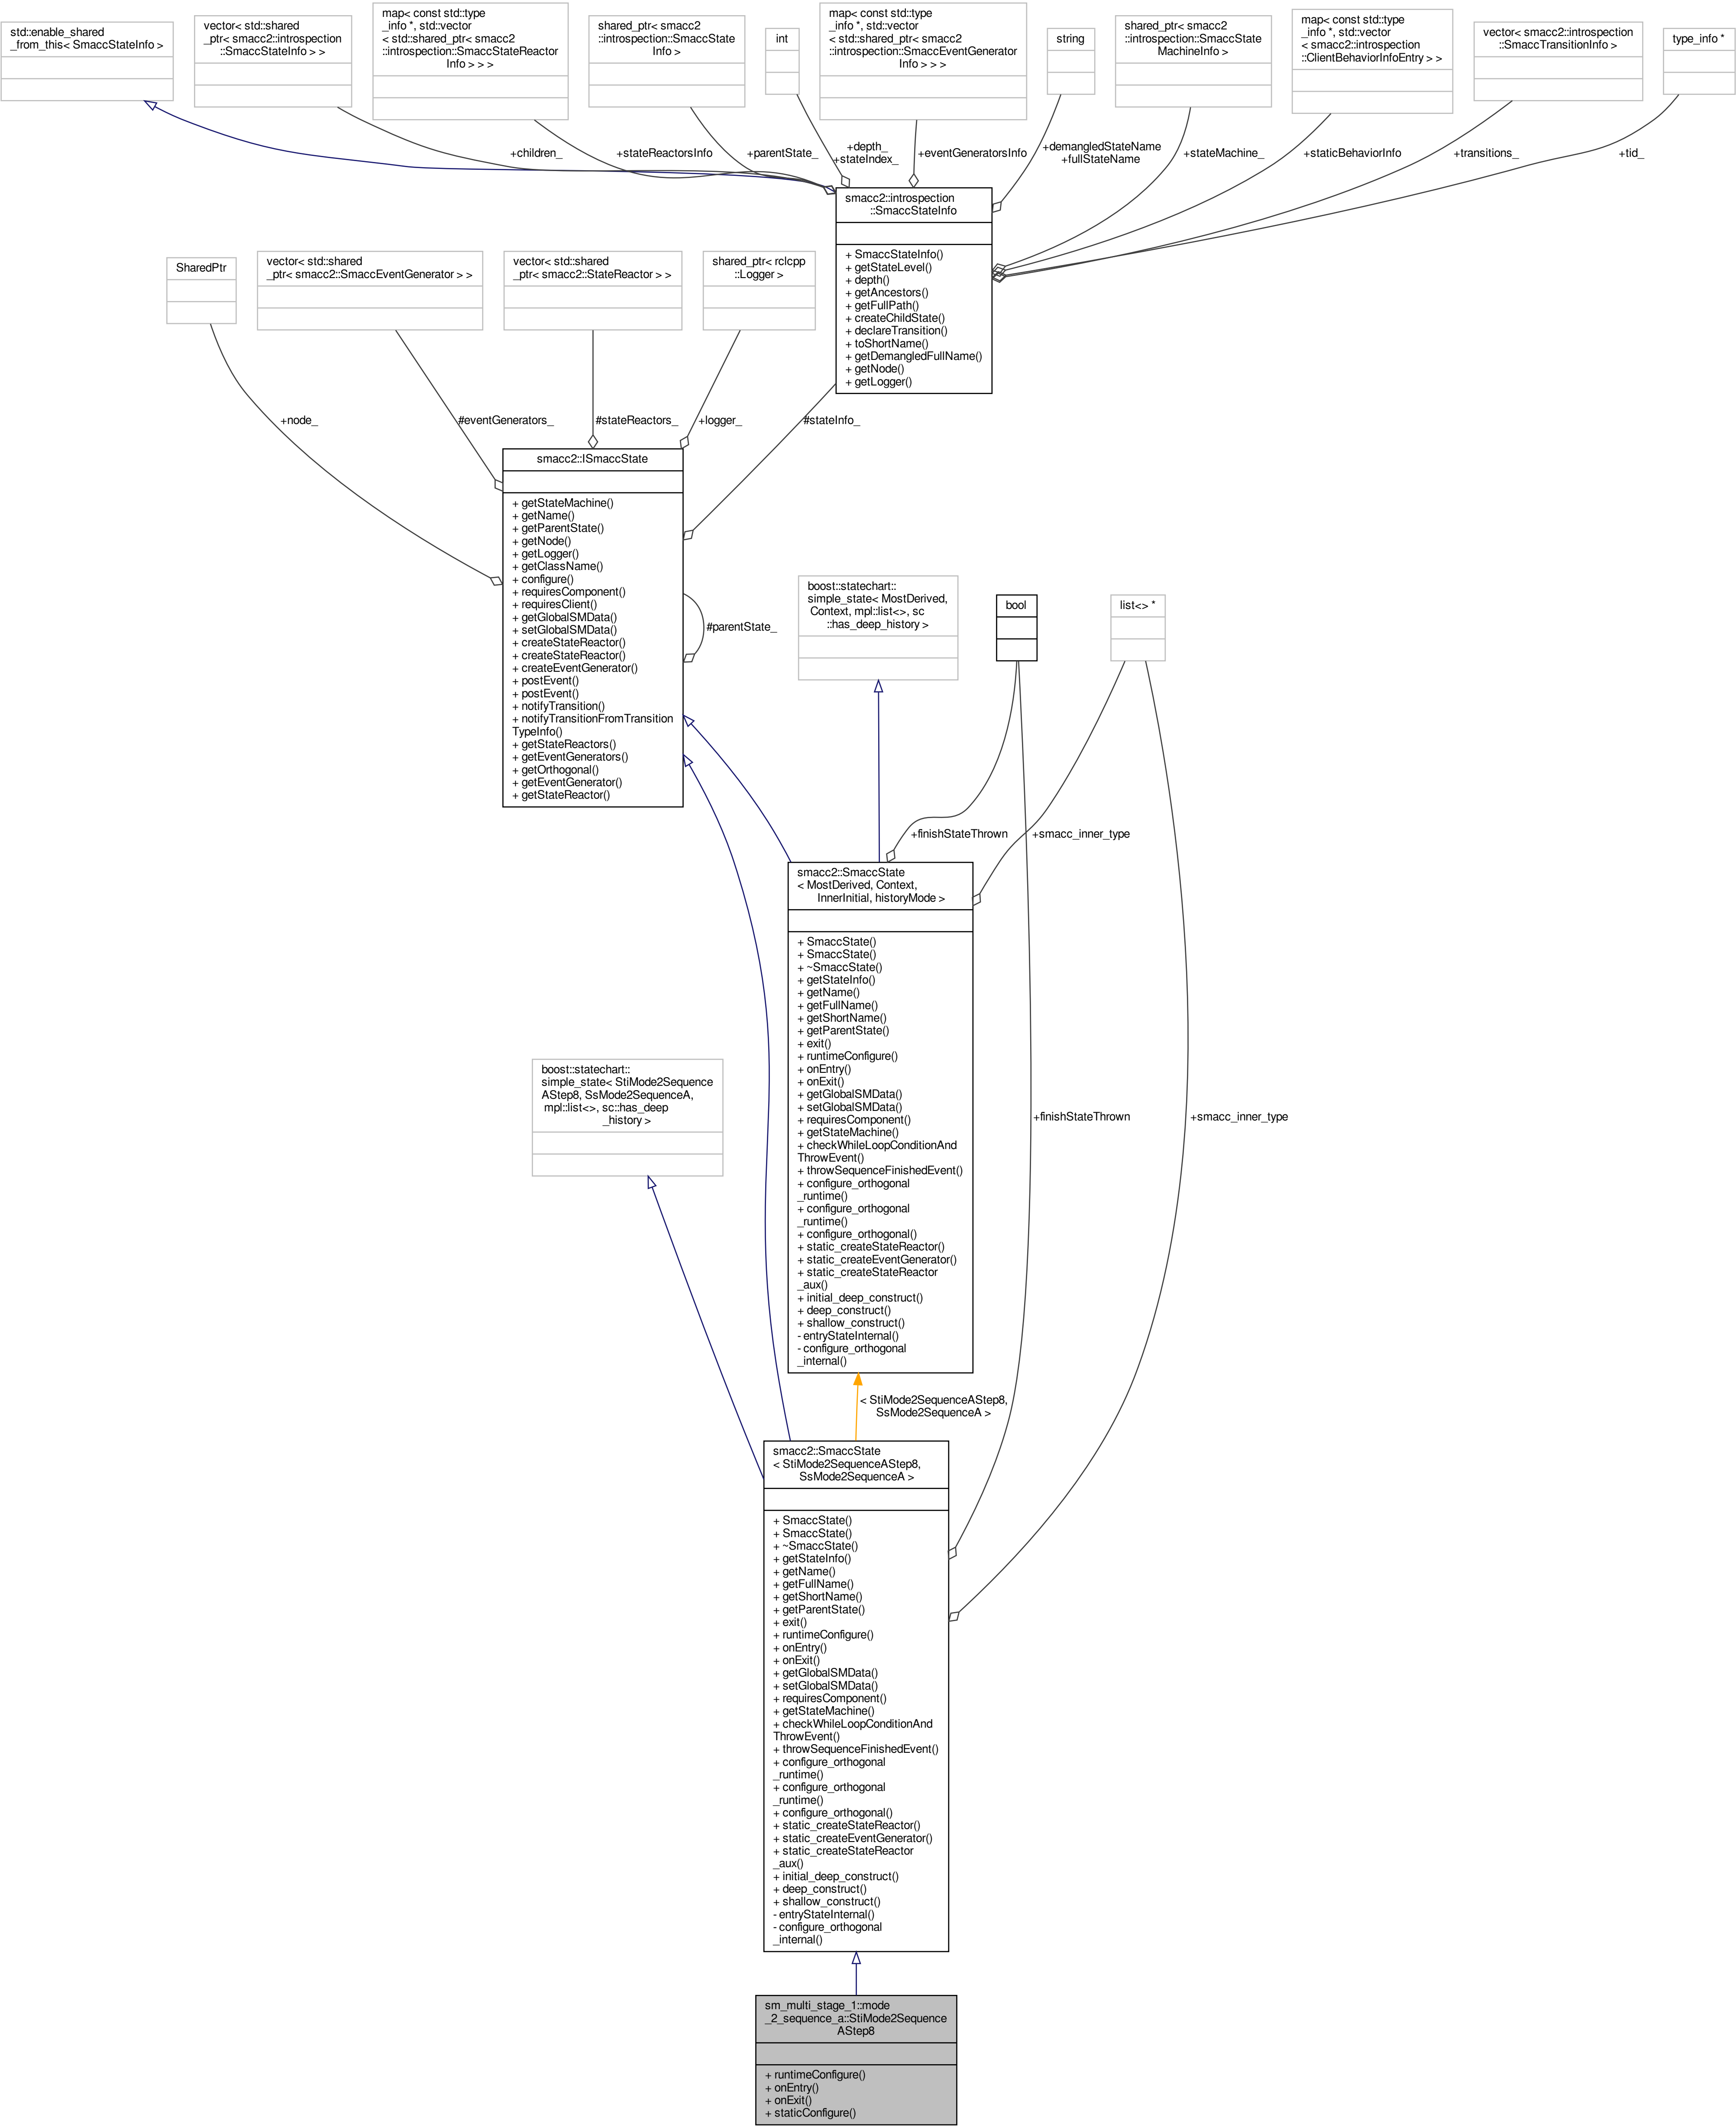 std::enable_shared
_from_this< SmaccStateInfo >
vector< std::shared
_ptr< smacc2::introspection
::SmaccStateInfo > >
map< const std::type
_info *, std::vector
< std::shared_ptr< smacc2
::introspection::SmaccStateReactor
Info > > >
shared_ptr< smacc2
::introspection::SmaccState
Info >
int
map< const std::type
_info *, std::vector
< std::shared_ptr< smacc2
::introspection::SmaccEventGenerator
Info > > >
string
shared_ptr< smacc2
::introspection::SmaccState
MachineInfo >
map< const std::type
_info *, std::vector
< smacc2::introspection
::ClientBehaviorInfoEntry > >
vector< smacc2::introspection
::SmaccTransitionInfo >
type_info *
+children_
+stateReactorsInfo
+parentState_
+depth_
+stateIndex_
+eventGeneratorsInfo
+demangledStateName
+fullStateName
+stateMachine_
+staticBehaviorInfo
+transitions_
+tid_
smacc2::introspection
::SmaccStateInfo
+ SmaccStateInfo()
+ getStateLevel()
+ depth()
+ getAncestors()
+ getFullPath()
+ createChildState()
+ declareTransition()
+ toShortName()
+ getDemangledFullName()
+ getNode()
+ getLogger()
SharedPtr
vector< std::shared
_ptr< smacc2::SmaccEventGenerator > >
vector< std::shared
_ptr< smacc2::StateReactor > >
shared_ptr< rclcpp
::Logger >
+node_
#eventGenerators_
#stateReactors_
+logger_
#stateInfo_
smacc2::ISmaccState
+ getStateMachine()
+ getName()
+ getParentState()
+ getNode()
+ getLogger()
+ getClassName()
+ configure()
+ requiresComponent()
+ requiresClient()
+ getGlobalSMData()
+ setGlobalSMData()
+ createStateReactor()
+ createStateReactor()
+ createEventGenerator()
+ postEvent()
+ postEvent()
+ notifyTransition()
+ notifyTransitionFromTransition
TypeInfo()
+ getStateReactors()
+ getEventGenerators()
+ getOrthogonal()
+ getEventGenerator()
+ getStateReactor()
#parentState_
boost::statechart::
simple_state< MostDerived,
Context, mpl::list<>, sc
::has_deep_history >
bool
list<> *
+finishStateThrown
+smacc_inner_type
smacc2::SmaccState
< MostDerived, Context,
InnerInitial, historyMode >
+ SmaccState()
+ SmaccState()
+ ~SmaccState()
+ getStateInfo()
+ getName()
+ getFullName()
+ getShortName()
+ getParentState()
+ exit()
+ runtimeConfigure()
+ onEntry()
+ onExit()
+ getGlobalSMData()
+ setGlobalSMData()
+ requiresComponent()
+ getStateMachine()
+ checkWhileLoopConditionAnd
ThrowEvent()
+ throwSequenceFinishedEvent()
+ configure_orthogonal
_runtime()
+ configure_orthogonal
_runtime()
+ configure_orthogonal()
+ static_createStateReactor()
+ static_createEventGenerator()
+ static_createStateReactor
_aux()
+ initial_deep_construct()
+ deep_construct()
+ shallow_construct()
- entryStateInternal()
- configure_orthogonal
_internal()
boost::statechart::
simple_state< StiMode2Sequence
AStep8, SsMode2SequenceA,
mpl::list<>, sc::has_deep
_history >
+finishStateThrown
+smacc_inner_type
< StiMode2SequenceAStep8,
SsMode2SequenceA >
smacc2::SmaccState
< StiMode2SequenceAStep8,
SsMode2SequenceA >
+ SmaccState()
+ SmaccState()
+ ~SmaccState()
+ getStateInfo()
+ getName()
+ getFullName()
+ getShortName()
+ getParentState()
+ exit()
+ runtimeConfigure()
+ onEntry()
+ onExit()
+ getGlobalSMData()
+ setGlobalSMData()
+ requiresComponent()
+ getStateMachine()
+ checkWhileLoopConditionAnd
ThrowEvent()
+ throwSequenceFinishedEvent()
+ configure_orthogonal
_runtime()
+ configure_orthogonal
_runtime()
+ configure_orthogonal()
+ static_createStateReactor()
+ static_createEventGenerator()
+ static_createStateReactor
_aux()
+ initial_deep_construct()
+ deep_construct()
+ shallow_construct()
- entryStateInternal()
- configure_orthogonal
_internal()
sm_multi_stage_1::mode
_2_sequence_a::StiMode2Sequence
AStep8
+ runtimeConfigure()
+ onEntry()
+ onExit()
+ staticConfigure()